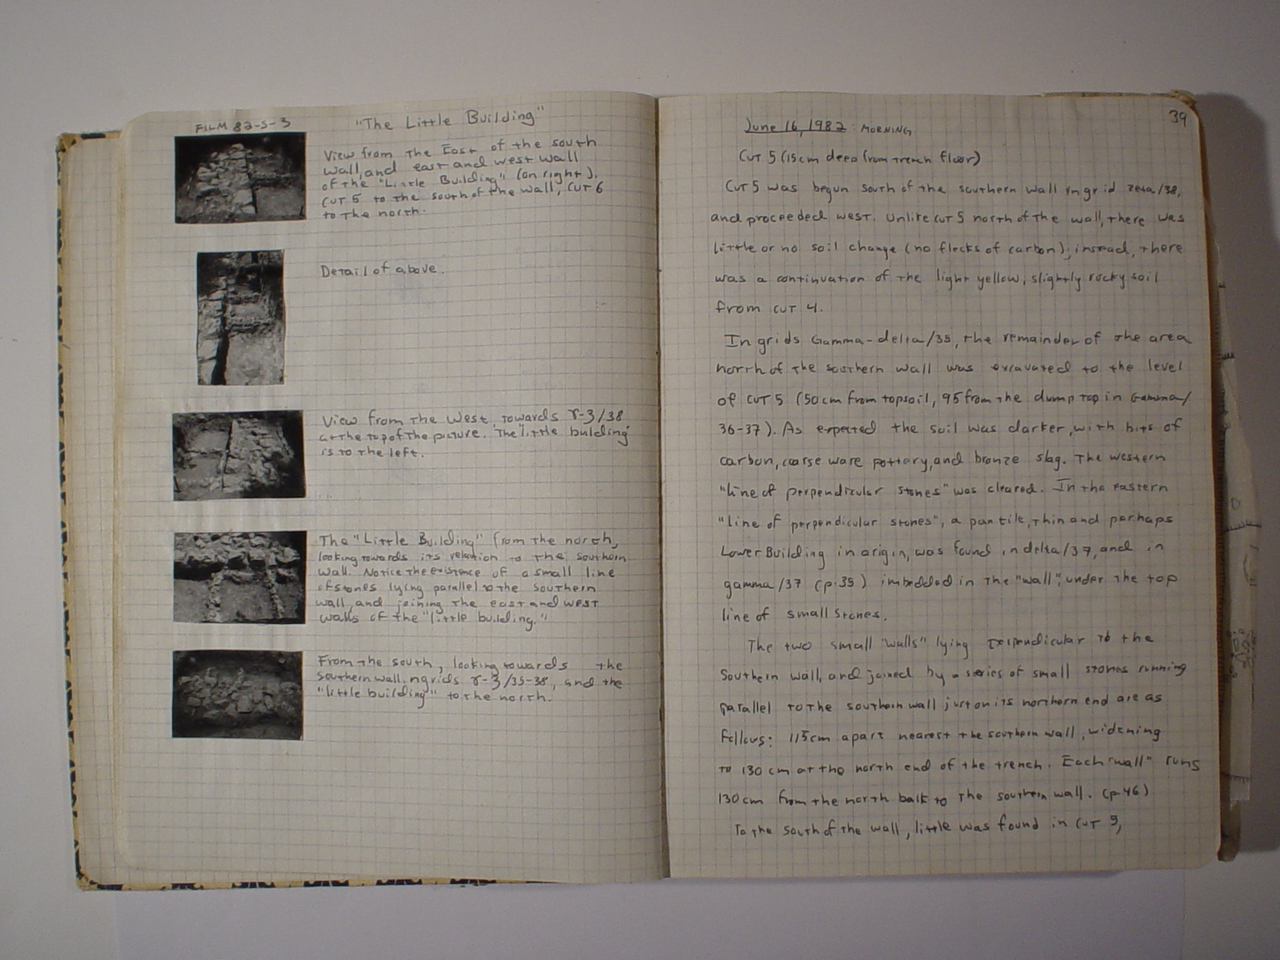 FILM 82-S-3
"The Little Building"
View from the East of the south
wall, and east and west wall
of the "Little Building" (on right),
CUT 5 to the south of the wall, CUT 6
to the north.
Detail of above.
View from the West, towards γ-3/38
at the top of the picture. The "little building"
is to the left.
The "Little Building" from the north,
looking towards its relation to the southern
wall. Notice the existence of a small line
of stones lying parallel to the southern
wall, and joining the east and west
walls of the "little building."
From the south, looking towards the
southern wall in grids γ-3/35-38, and the
"little building" to the north.
39
June 16, 1982: MORNING
CUT 5 (15cm deep from trench floor)
CUT 5 was begun south of the southern wall in grid zeta/38,
and proceeded west. Unlike CUT 5 north of the wall, there was
little or no soil change (no flecks of carbon); instead, there
was a continuation of the light yellow, slightly rocky soil
from CUT 4.
In grids Gamma-delta/35, the remainder of the area
north of the southern wall was excavated to the level
of CUT 5 (50cm from topsoil, 95 from the dump top in Gamma/
36-37). As expected the soil was darker, with bits of
carbon, coarse ware pottery, and bronze slag. The western
"line of perpendicular stones" was cleared. In the eastern
"line of perpendicular stones", a pan tile, thin and perhaps
Lower Building in origin, was found in delta/37, and in
gamma/37 (p.35) imbedded in the "wall", under the top
line of small stones.
The two small "walls" lying perpendicular to the
southern wall, and joined by a series of small stones running
parallel to the southern wall just on its northern end are as
follows: 115cm apart nearest the southern wall, widening
to 130 cm at the north end of the trench. Each "wall" runs
130cm from the north balk to the southern wall. (p.46)
To the south of the wall, little was found in CUT 5,